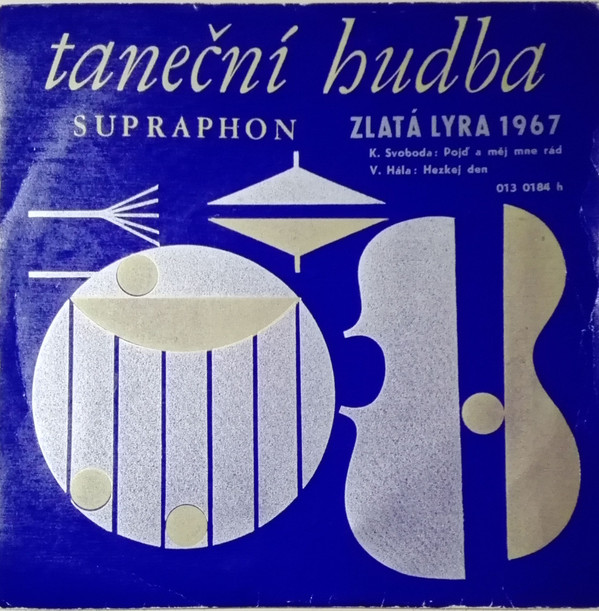 taneční hudba
SUPRAPHON
ZLATÁ LYRA 1967
K. Svoboda: Pojď a měj mne rád
V. Hála: Hezkej den
013 0184 h